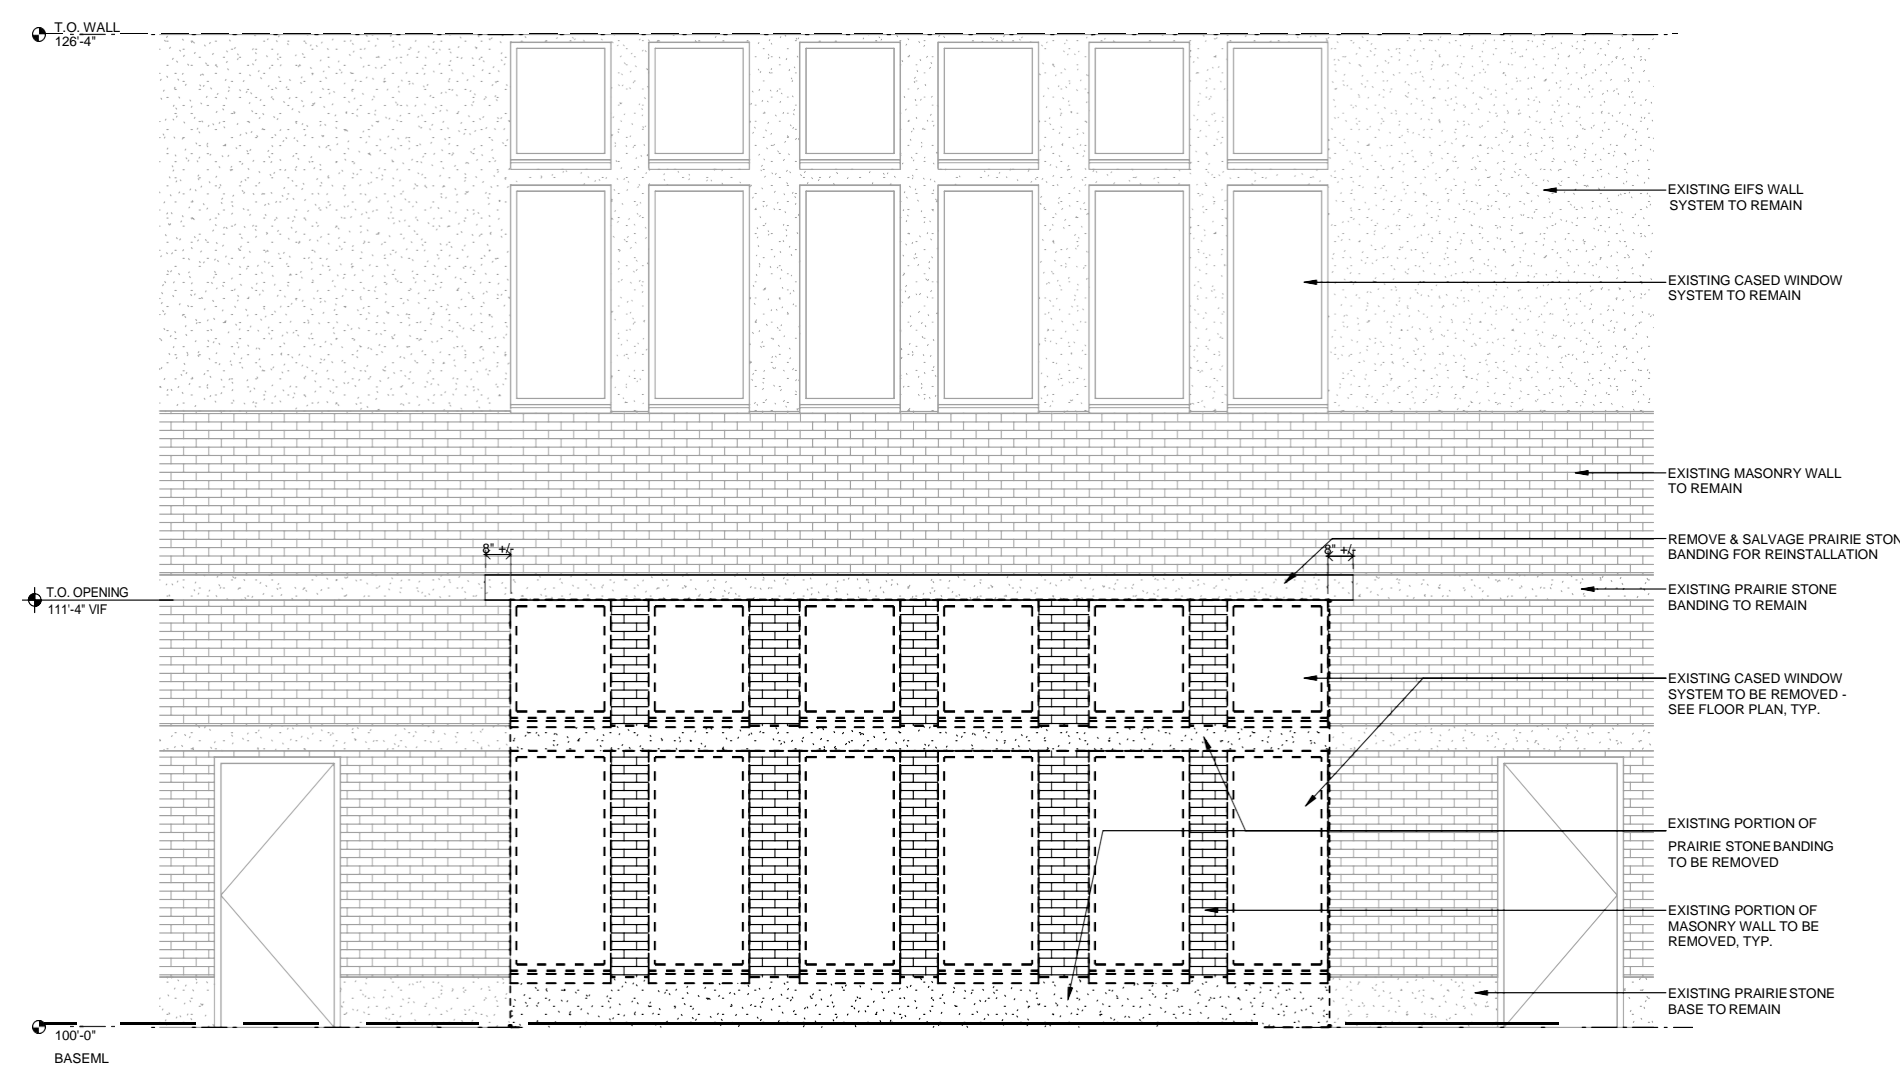 T.O. WALL
126'-4"
EXISTING EIFS WALL
SYSTEM TO REMAIN
EXISTING CASED WINDOW
SYSTEM TO REMAIN
EXISTING MASONRY WALL
TO REMAIN
8" +/-
8" +/-
REMOVE & SALVAGE PRAIRIE STON
BANDING FOR REINSTALLATION
T.O. OPENING
111'-4" VIF
EXISTING PRAIRIE STONE
BANDING TO REMAIN
EXISTING CASED WINDOW
SYSTEM TO BE REMOVED -
SEE FLOOR PLAN, TYP.
EXISTING PORTION OF
PRAIRIE STONE BANDING
TO BE REMOVED
EXISTING PORTION OF
MASONRY WALL TO BE
REMOVED, TYP.
EXISTING PRAIRIE STONE
BASE TO REMAIN
100'-0"
BASEML